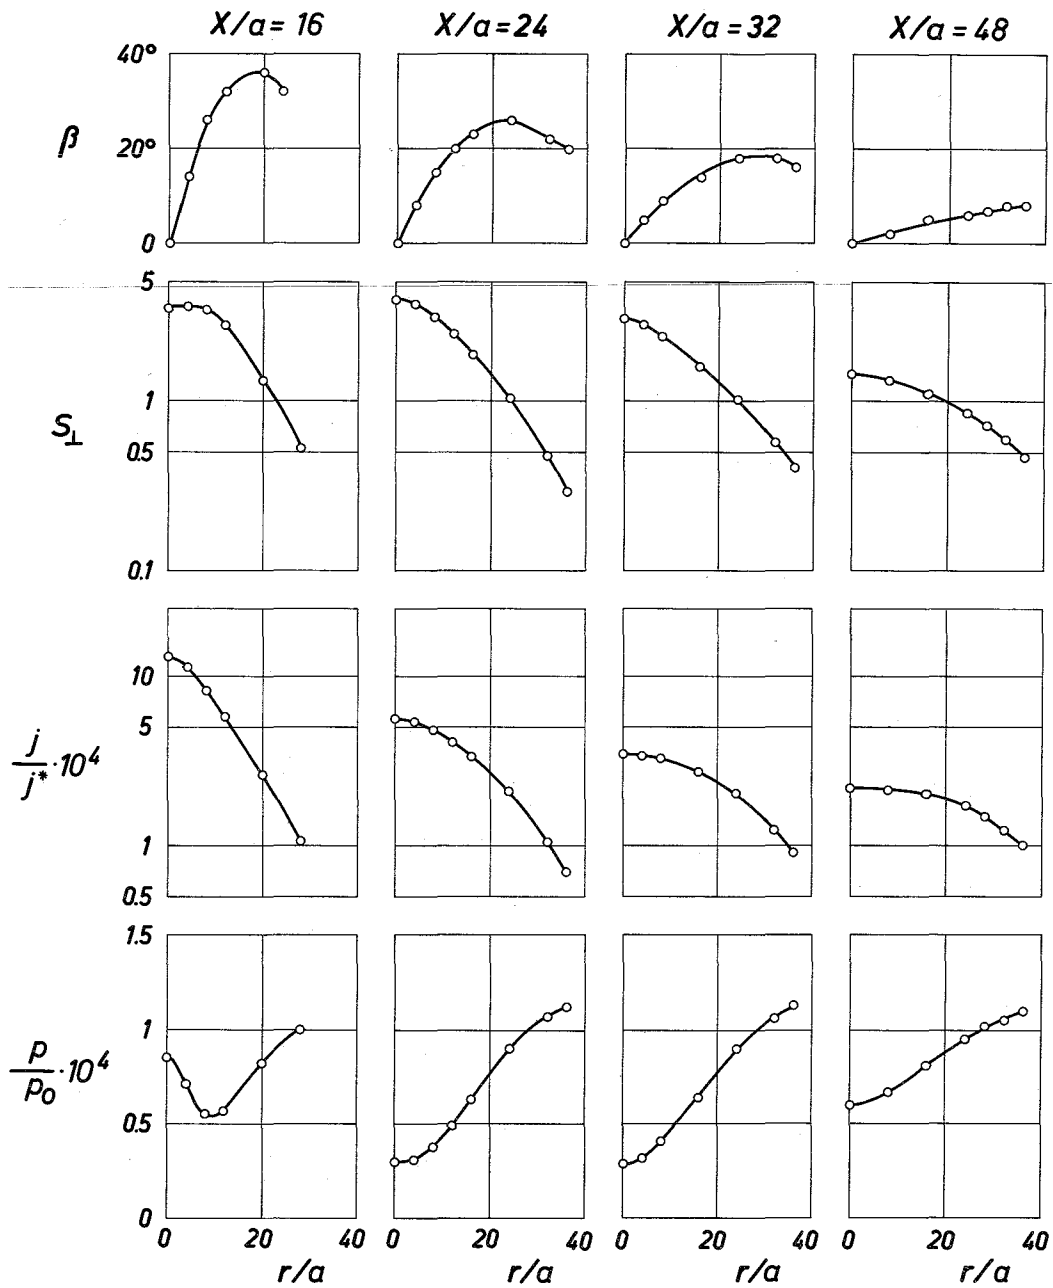 X/a = 16 X/a = 24 X/a = 32 X/a = 48
40°
β
20°
0
5
1
S⊥
0.5
0.1
10
5
j/j* · 10⁴
1
0.5
1.5
1
p/p₀ · 10⁴
0.5
0
0 20 40 0 20 40 0 20 40 0 20 40
r/a r/a r/a r/a